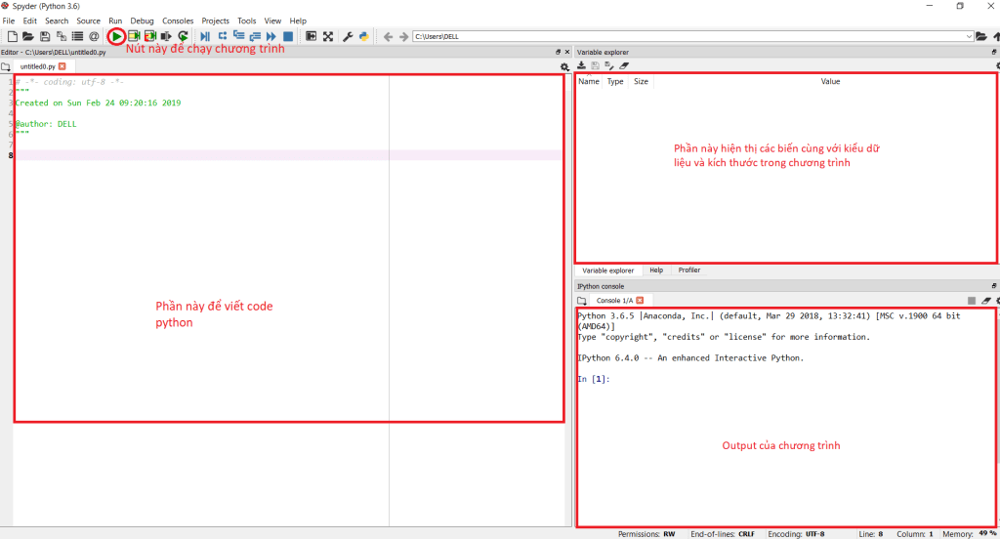 Spyder (Python 3.6)
File Edit Search Source Run Debug Consoles Projects Tools View Help
C:\Users\DELL
Nút này để chạy chương trình
Editor - C:\Users\DELL\untitled0.py
untitled0.py
1 # -*- coding: utf-8 -*-
2 """
3 Created on Sun Feb 24 09:20:16 2019
4
5 @author: DELL
6 """
7
8
Phần này để viết code
python
Variable explorer
Name Type Size Value
Phần này hiện thị các biến cùng với kiểu dữ
liệu và kích thước trong chương trình
Variable explorer Help Profiler
IPython console
Console 1/A
Python 3.6.5 |Anaconda, Inc.| (default, Mar 29 2018, 13:32:41) [MSC v.1900 64 bit
(AMD64)]
Type "copyright", "credits" or "license" for more information.
IPython 6.4.0 -- An enhanced Interactive Python.
In [1]:
Output của chương trình
Permissions: RW End-of-lines: CRLF Encoding: UTF-8 Line: 8 Column: 1 Memory: 49 %